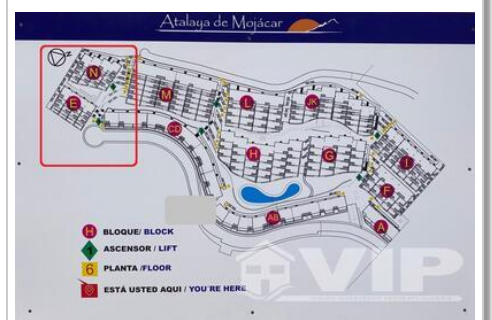 Atalaya de Mojácar
N
E
M
L
JK
CD
H
G
I
F
AB
A
H BLOQUE/ BLOCK
1 ASCENSOR / LIFT
6 PLANTA /FLOOR
ESTÁ USTED AQUI / YOU'RE HERE
VIP